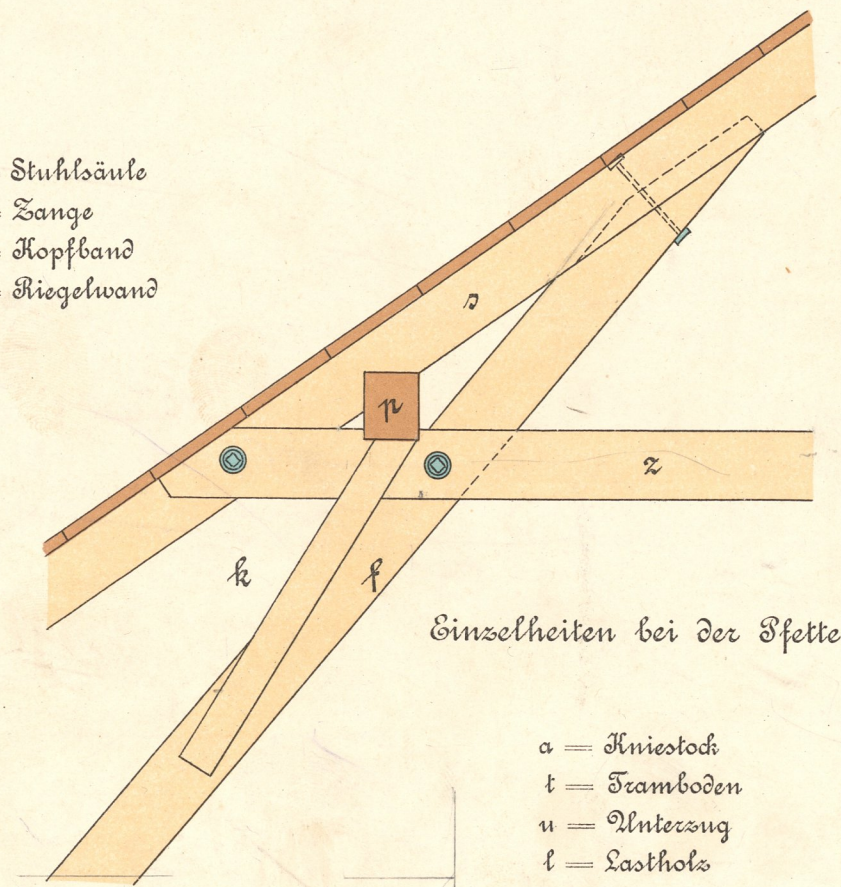 Stuhlsäule
= Zange
= Kopfband
= Riegelwand
s
p
z
k
f
Einzelheiten bei der Pfette
a = Kniestock
t = Tramboden
u = Unterzug
l = Lastholz